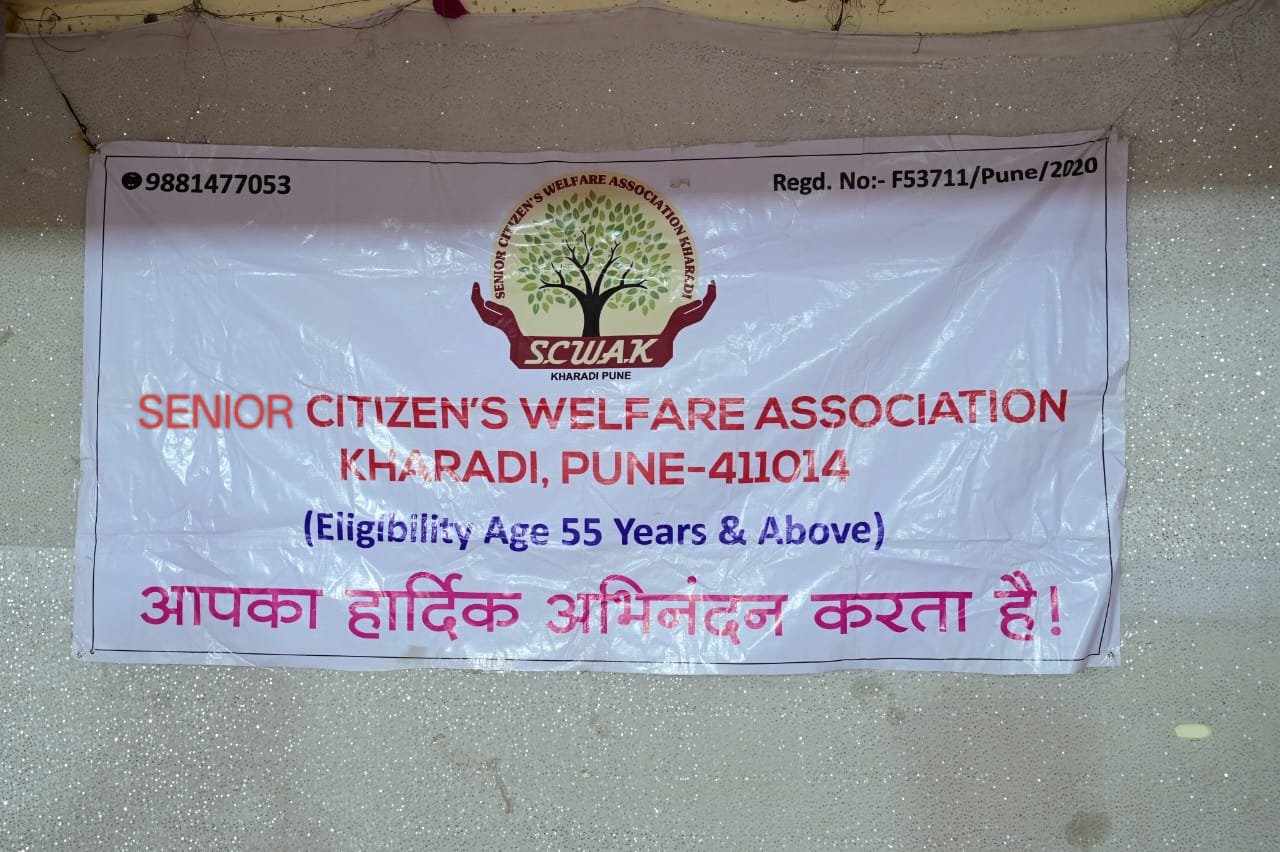 9881477053
Regd. No:- F53711/Pune/2020
SENIOR CITIZEN'S WELFARE ASSOCIATION KHARADI
S.C.W.A.K
KHARADI PUNE
SENIOR CITIZEN'S WELFARE ASSOCIATION
KHARADI, PUNE-411014
(Eligibility Age 55 Years & Above)
आपका हार्दिक अभिनंदन करता है!